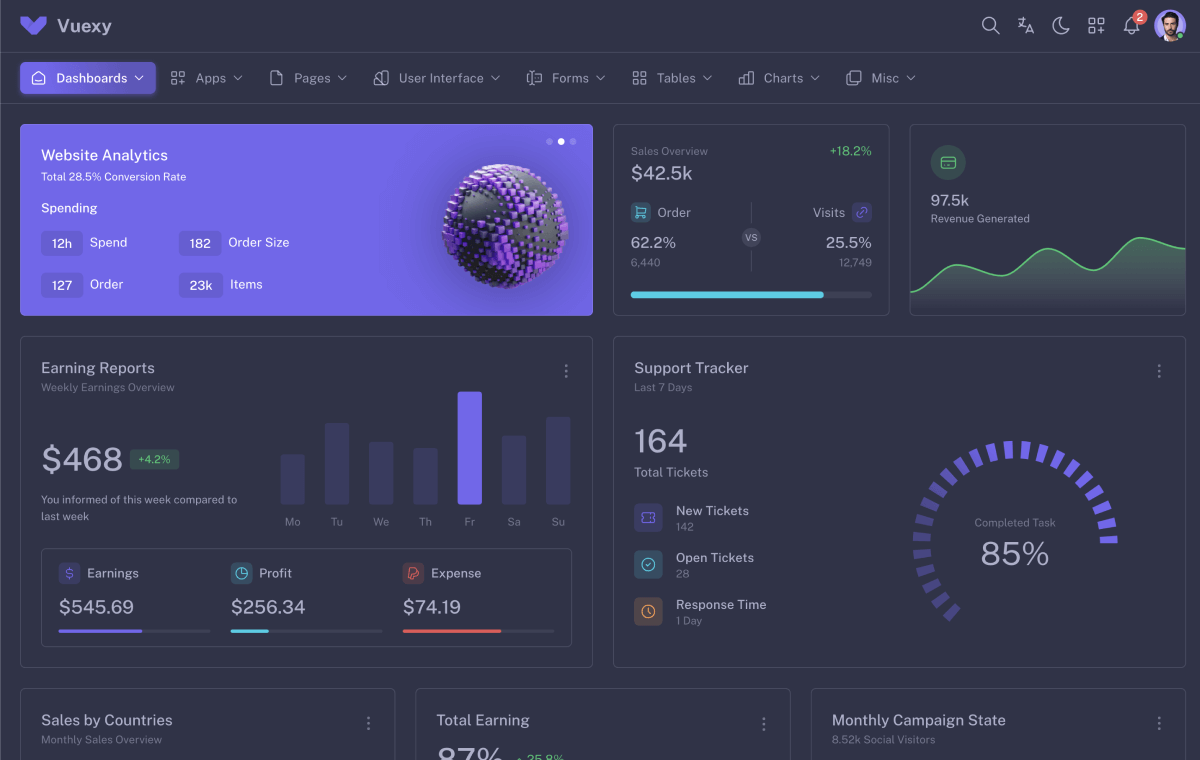 Vuexy
2
Dashboards
Apps
Pages
User Interface
Forms
Tables
Charts
Misc
Website Analytics
Total 28.5% Conversion Rate
Spending
12h Spend
182 Order Size
127 Order
23k Items
Sales Overview
+18.2%
$42.5k
Order
Visits
VS
62.2%
25.5%
6,440
12,749
97.5k
Revenue Generated
Earning Reports
Weekly Earnings Overview
$468
+4.2%
You informed of this week compared to
last week
Mo Tu We Th Fr Sa Su
Earnings
$545.69
Profit
$256.34
Expense
$74.19
Support Tracker
Last 7 Days
164
Total Tickets
New Tickets
142
Open Tickets
28
Response Time
1 Day
Completed Task
85%
Sales by Countries
Monthly Sales Overview
Total Earning
87%
25.8%
Monthly Campaign State
8.52k Social Visitors